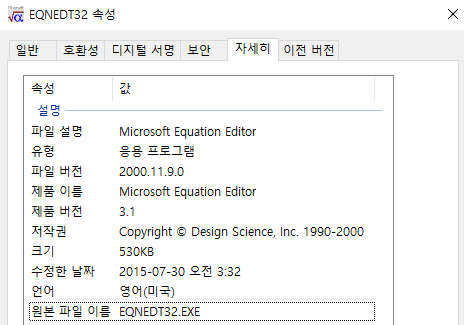 EQNEDT32 속성
일반 호환성 디지털 서명 보안 자세히 이전 버전
속성 값
설명
파일 설명 Microsoft Equation Editor
유형 응용 프로그램
파일 버전 2000.11.9.0
제품 이름 Microsoft Equation Editor
제품 버전 3.1
저작권 Copyright © Design Science, Inc. 1990-2000
크기 530KB
수정한 날짜 2015-07-30 오전 3:32
언어 영어(미국)
원본 파일 이름 EQNEDT32.EXE